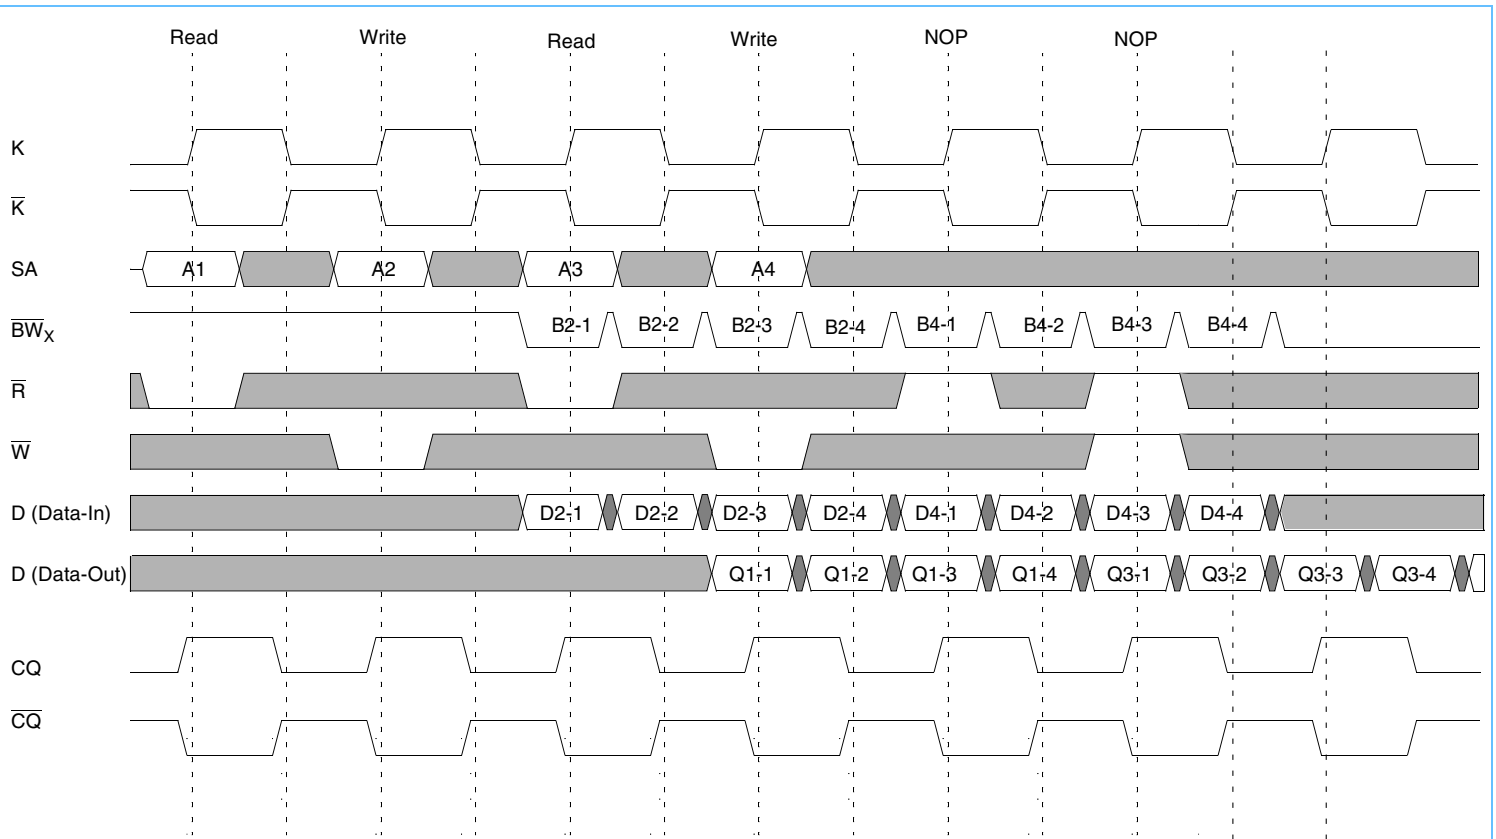 Read Write Read Write NOP NOP
K
K̅
SA A1 A2 A3 A4
B̅W̅X B2-1 B2-2 B2-3 B2-4 B4-1 B4-2 B4-3 B4-4
R̅
W̅
D (Data-In) D2-1 D2-2 D2-3 D2-4 D4-1 D4-2 D4-3 D4-4
D (Data-Out) Q1-1 Q1-2 Q1-3 Q1-4 Q3-1 Q3-2 Q3-3 Q3-4
CQ
C̅Q̅